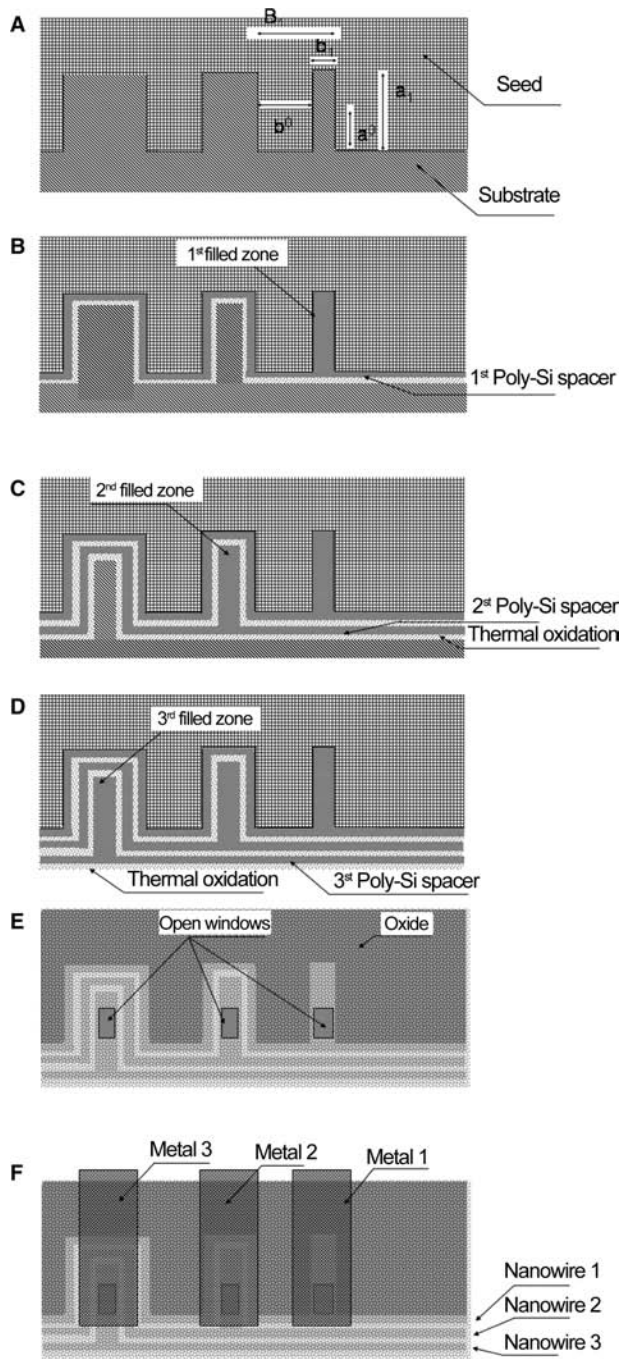 A
b₁
a₁
b⁰
Seed
Substrate
B
1st filled zone
1st Poly-Si spacer
C
2nd filled zone
2st Poly-Si spacer
Thermal oxidation
D
3rd filled zone
Thermal oxidation
3st Poly-Si spacer
E
Open windows
Oxide
F
Metal 3
Metal 2
Metal 1
Nanowire 1
Nanowire 2
Nanowire 3